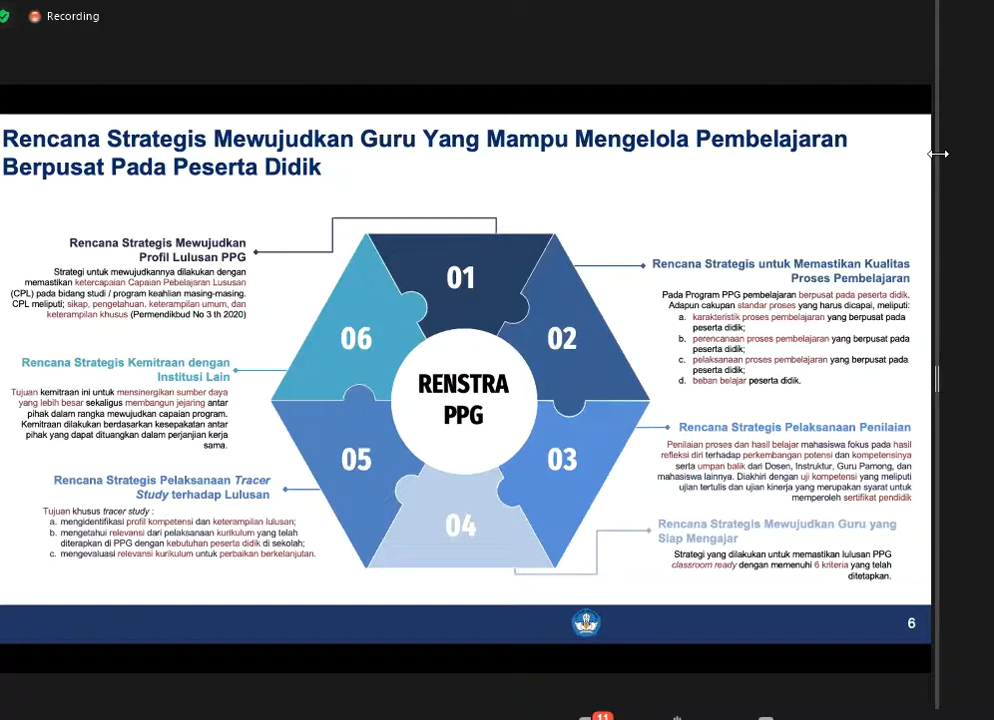 Recording
Rencana Strategis Mewujudkan Guru Yang Mampu Mengelola Pembelajaran
Berpusat Pada Peserta Didik
Rencana Strategis Mewujudkan
Profil Lulusan PPG
Strategi untuk mewujudkannya dilakukan dengan
memastikan ketercapaian Capaian Pebelajaran Lususan
(CPL) pada bidang studi / program keahlian masing-masing.
CPL meliputi; sikap, pengetahuan, keterampilan umum, dan
keterampilan khusus (Permendikbud No 3 th 2020)
Rencana Strategis Kemitraan dengan
Institusi Lain
Tujuan kemitraan ini untuk mensinergikan sumber daya
yang lebih besar sekaligus membangun jejaring antar
pihak dalam rangka mewujudkan capaian program.
Kemitraan dilakukan berdasarkan kesepakatan antar
pihak yang dapat dituangkan dalam perjanjian kerja
sama.
Rencana Strategis Pelaksanaan Tracer
Study terhadap Lulusan
Tujuan khusus tracer study :
a. mengidentifikasi profil kompetensi dan keterampilan lulusan;
b. mengetahui relevansi dari pelaksanaan kurikulum yang telah
diterapkan di PPG dengan kebutuhan peserta didik di sekolah;
c. mengevaluasi relevansi kurikulum untuk perbaikan berkelanjutan.
01
02
03
04
05
06
RENSTRA
PPG
Rencana Strategis untuk Memastikan Kualitas
Proses Pembelajaran
Pada Program PPG pembelajaran berpusat pada peserta didik.
Adapun cakupan standar proses yang harus dicapai, meliputi:
a. karakteristik proses pembelajaran yang berpusat pada
peserta didik;
b. perencanaan proses pembelajaran yang berpusat pada
peserta didik;
c. pelaksanaan proses pembelajaran yang berpusat pada
peserta didik;
d. beban belajar peserta didik.
Rencana Strategis Pelaksanaan Penilaian
Penilaian proses dan hasil belajar mahasiswa fokus pada hasil
refleksi diri terhadap perkembangan potensi dan kompetensinya
serta umpan balik dari Dosen, Instruktur, Guru Pamong, dan
mahasiswa lainnya. Diakhiri dengan uji kompetensi yang meliputi
ujian tertulis dan ujian kinerja yang merupakan syarat untuk
memperoleh sertifikat pendidik
Rencana Strategis Mewujudkan Guru yang
Siap Mengajar
Strategi yang dilakukan untuk memastikan lulusan PPG
classroom ready dengan memenuhi 6 kriteria yang telah
ditetapkan.
6
11